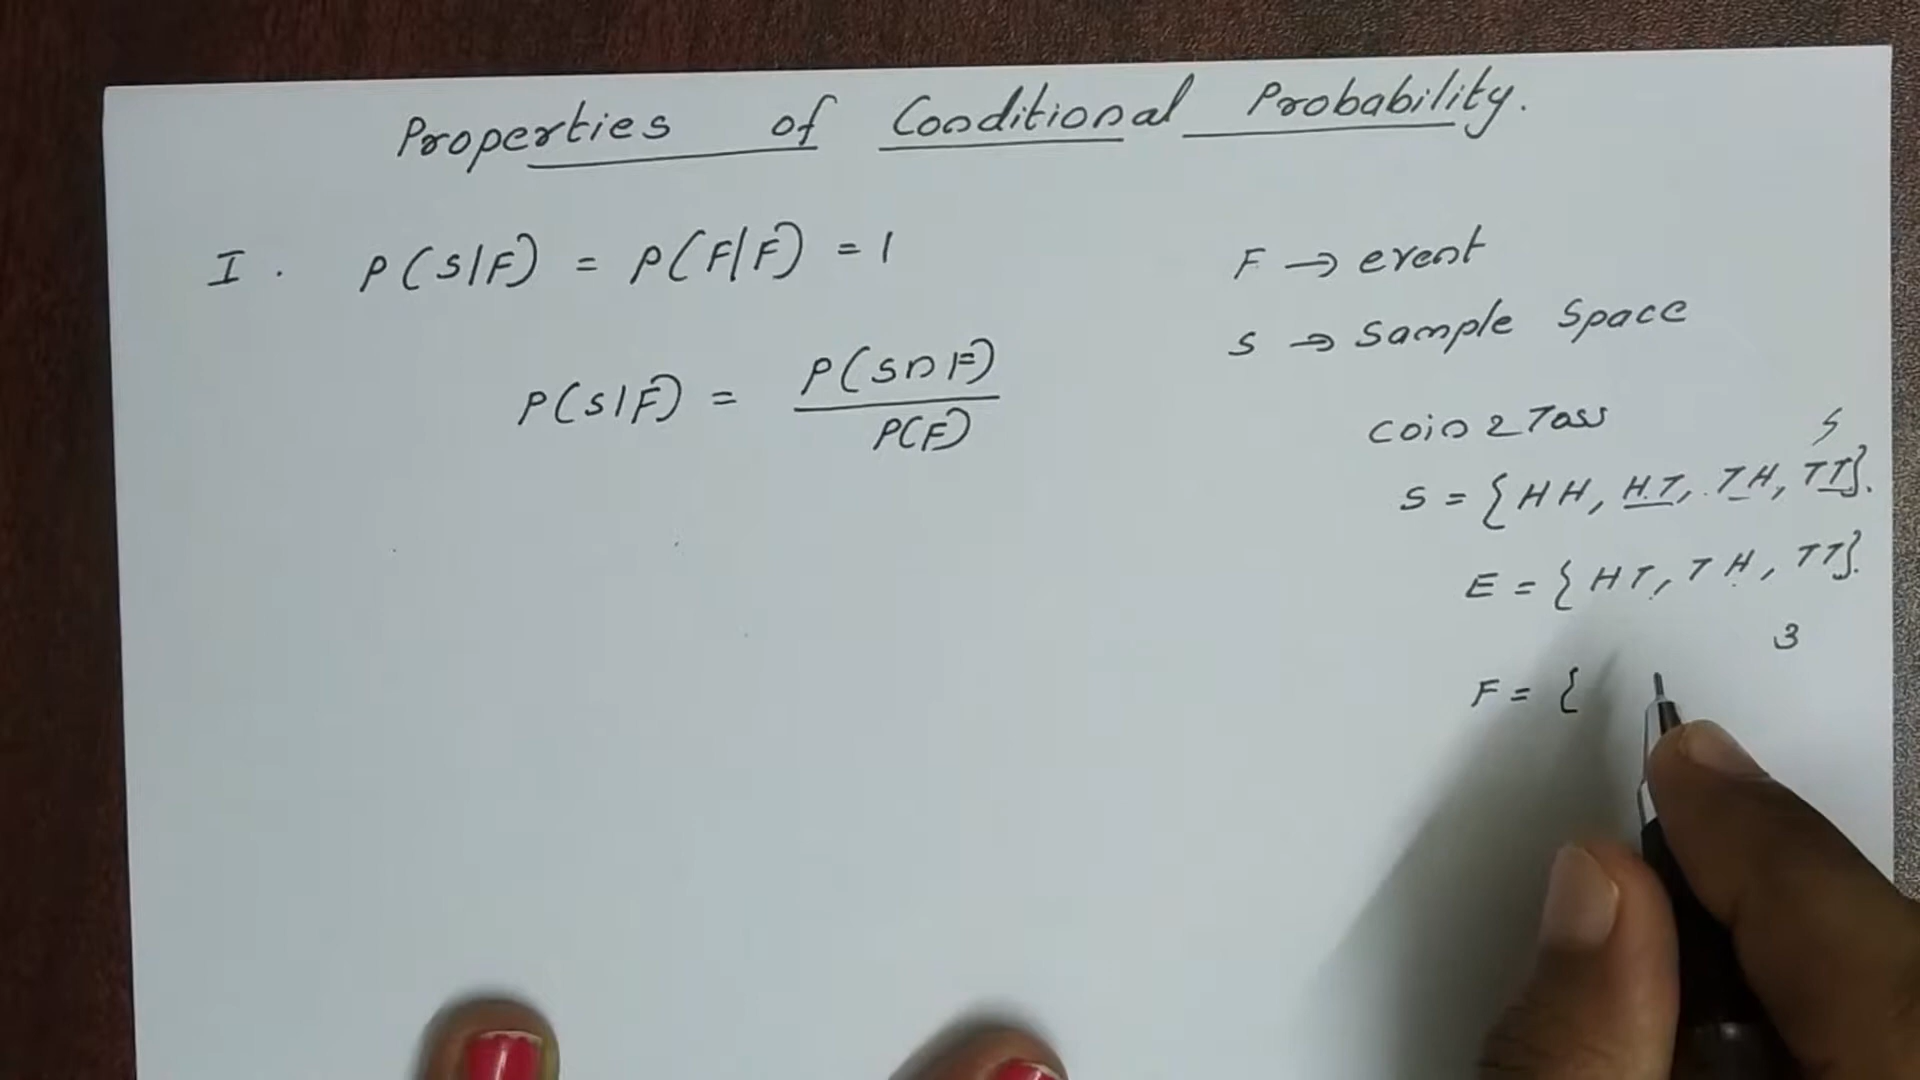 Properties of Conditional Probability.
I. P(S/F) = P(F/F) = 1
F → event
S → Sample Space
P(S/F) = P(S∩F)
P(F)
Coin 2 Toss
S
S = {HH, HT, TH, TT}.
E = {HT, TH, TT}.
3
F = {